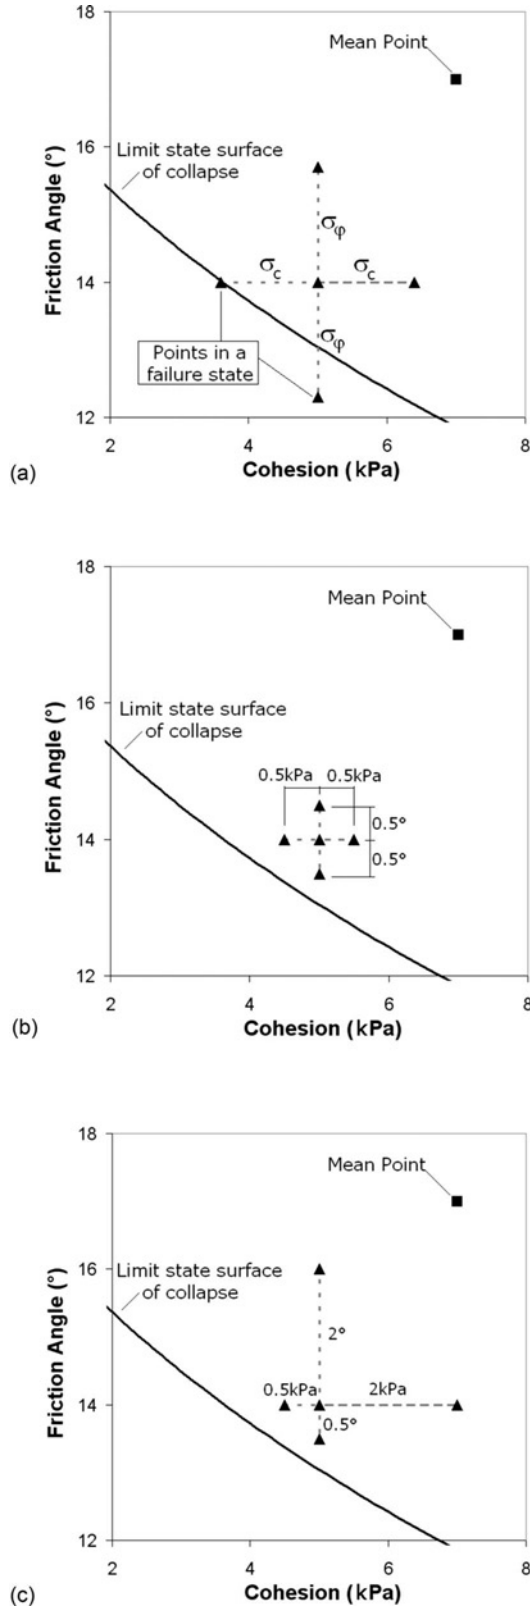 18
Mean Point
16
Limit state surface
of collapse
σφ
σc
σc
14
σφ
Points in a
failure state
12
2
4
6
8
Friction Angle (°)
Cohesion (kPa)
(a)
18
Mean Point
16
Limit state surface
of collapse
0.5kPa
0.5kPa
0.5°
14
0.5°
12
2
4
6
8
Friction Angle (°)
Cohesion (kPa)
(b)
18
Mean Point
16
Limit state surface
of collapse
2°
0.5kPa
2kPa
14
0.5°
12
2
4
6
8
Friction Angle (°)
Cohesion (kPa)
(c)